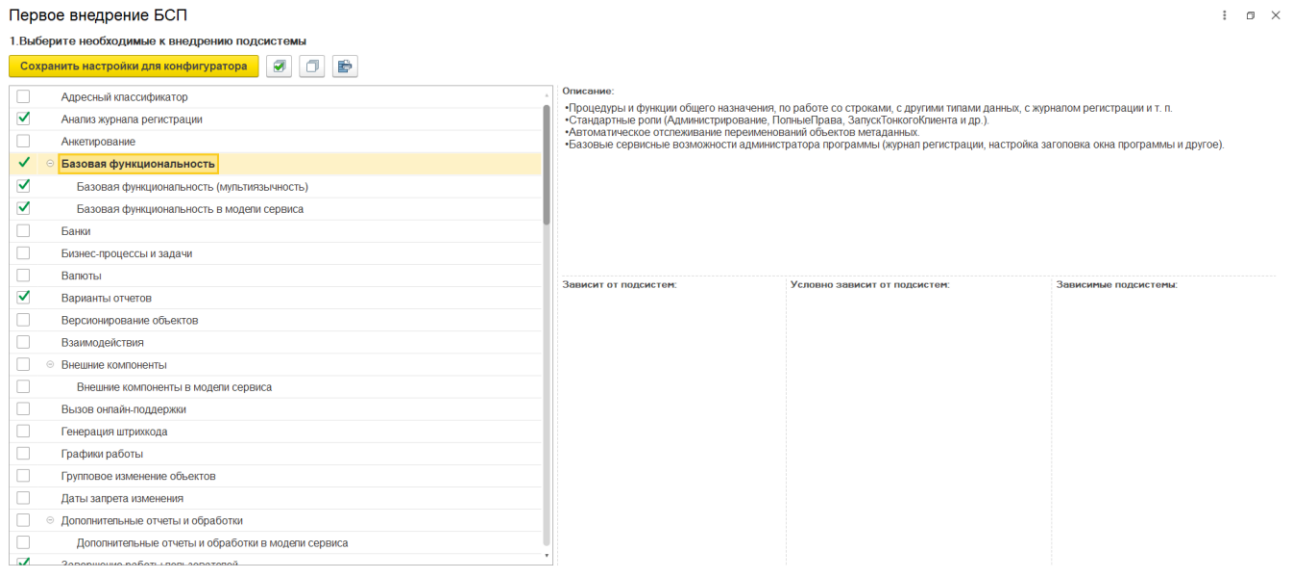 Первое внедрение БСП
1.Выберите необходимые к внедрению подсистемы
Сохранить настройки для конфигуратора
Адресный классификатор
Анализ журнала регистрации
Анкетирование
Базовая функциональность
Базовая функциональность (мультиязычность)
Базовая функциональность в модели сервиса
Банки
Бизнес-процессы и задачи
Валюты
Варианты отчетов
Версионирование объектов
Взаимодействия
Внешние компоненты
Внешние компоненты в модели сервиса
Вызов онлайн-поддержки
Генерация штрихкода
Графики работы
Групповое изменение объектов
Даты запрета изменения
Дополнительные отчеты и обработки
Дополнительные отчеты и обработки в модели сервиса
Завершение работы пользователей
Описание:
•Процедуры и функции общего назначения, по работе со строками, с другими типами данных, с журналом регистрации и т. п.
•Стандартные роли (Администрирование, ПолныеПрава, ЗапускТонкогоКлиента и др.).
•Автоматическое отслеживание переименований объектов метаданных.
•Базовые сервисные возможности администратора программы (журнал регистрации, настройка заголовка окна программы и другое).
Зависит от подсистем:
Условно зависит от подсистем:
Зависимые подсистемы: